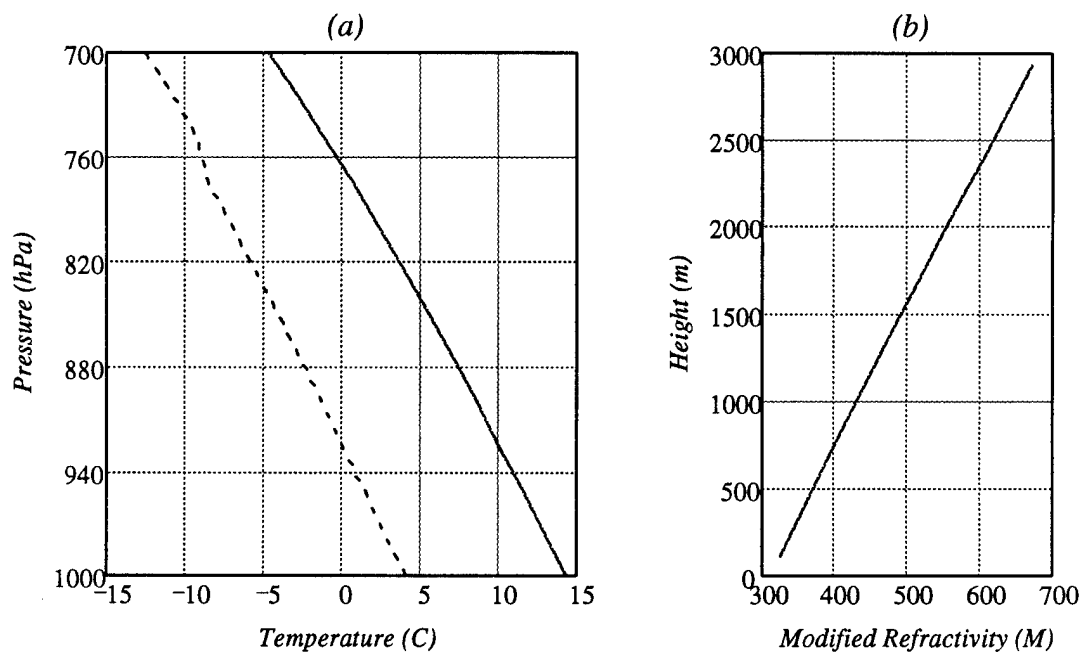 (a)
700
760
820
880
940
1000
Pressure (hPa)
−15 −10 −5 0 5 10 15
Temperature (C)
(b)
3000
2500
2000
1500
1000
500
0
Height (m)
300 400 500 600 700
Modified Refractivity (M)